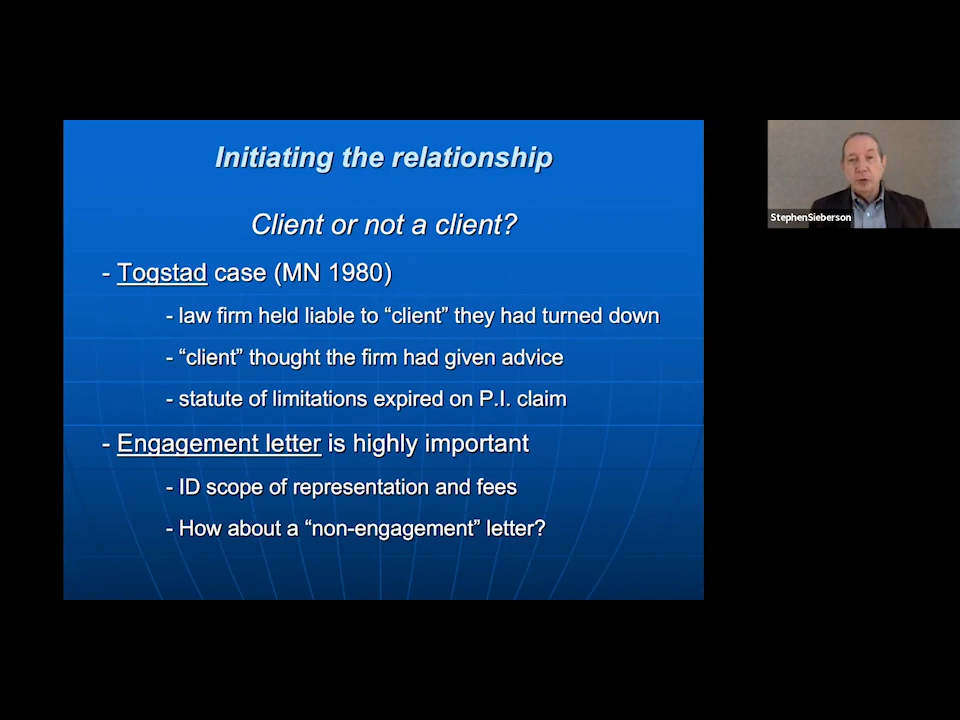 Initiating the relationship
Client or not a client?
- Togstad case (MN 1980)
- law firm held liable to “client” they had turned down
- “client” thought the firm had given advice
- statute of limitations expired on P.I. claim
- Engagement letter is highly important
- ID scope of representation and fees
- How about a “non-engagement” letter?
StephenSieberson